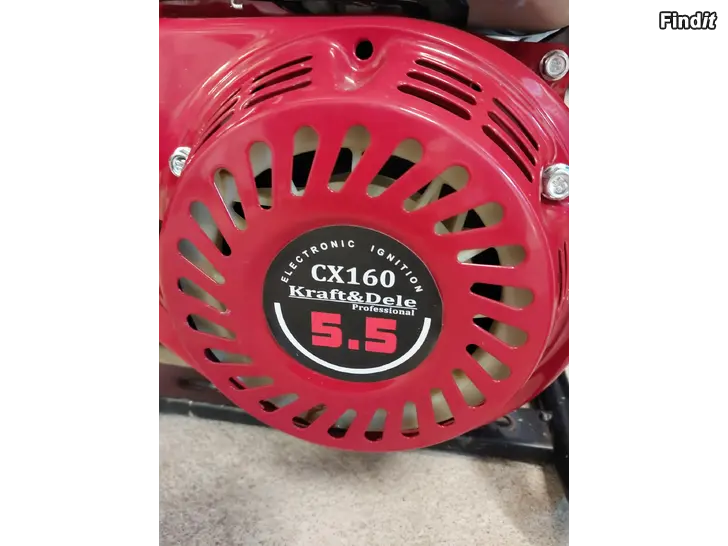 Findit
ELECTRONIC IGNITION
CX160
Kraft&Dele
Professional
5.5